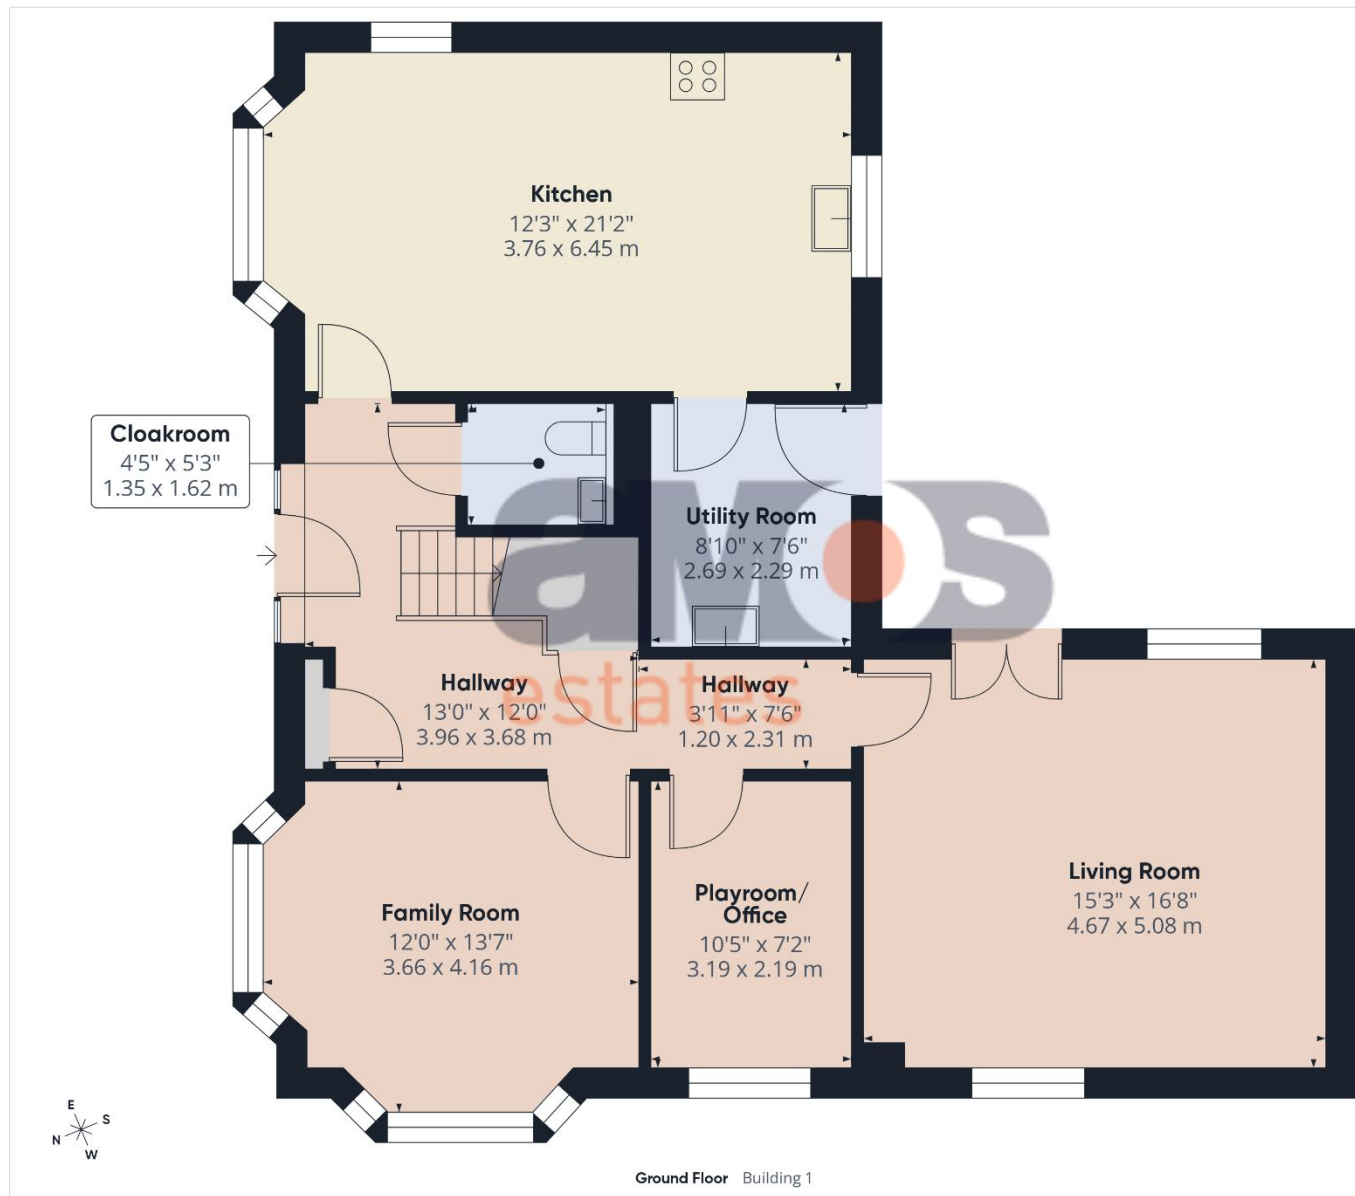 Kitchen
12'3" x 21'2"
3.76 x 6.45 m
Cloakroom
4'5" x 5'3"
1.35 x 1.62 m
Utility Room
8'10" x 7'6"
2.69 x 2.29 m
amos
estates
Hallway
13'0" x 12'0"
3.96 x 3.68 m
Hallway
3'11" x 7'6"
1.20 x 2.31 m
Family Room
12'0" x 13'7"
3.66 x 4.16 m
Playroom/
Office
10'5" x 7'2"
3.19 x 2.19 m
Living Room
15'3" x 16'8"
4.67 x 5.08 m
E
S
N
W
Ground Floor Building 1